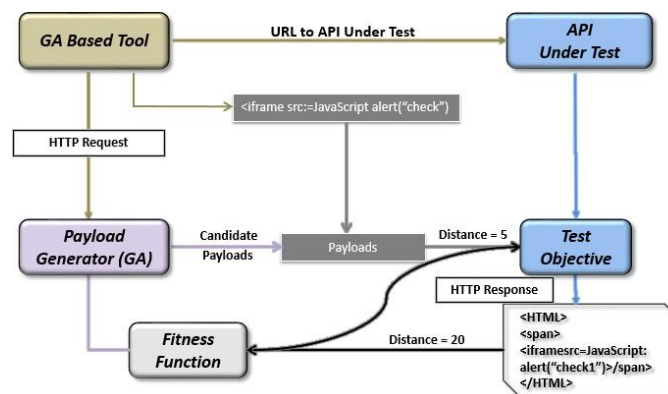 GA Based Tool
URL to API Under Test
API
Under Test
<iframe src:=JavaScript alert(“check”)
HTTP Request
Payload
Generator (GA)
Candidate
Payloads
Payloads
Distance = 5
Test
Objective
HTTP Response
Fitness
Function
Distance = 20
<HTML>
<span>
<iframesrc=JavaScript:
alert(“check1”)>/span>
</HTML>